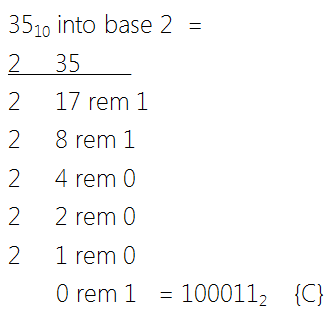 35₁₀ into base 2 =
2 35
2 17 rem 1
2 8 rem 1
2 4 rem 0
2 2 rem 0
2 1 rem 0
0 rem 1 = 100011₂ {C}